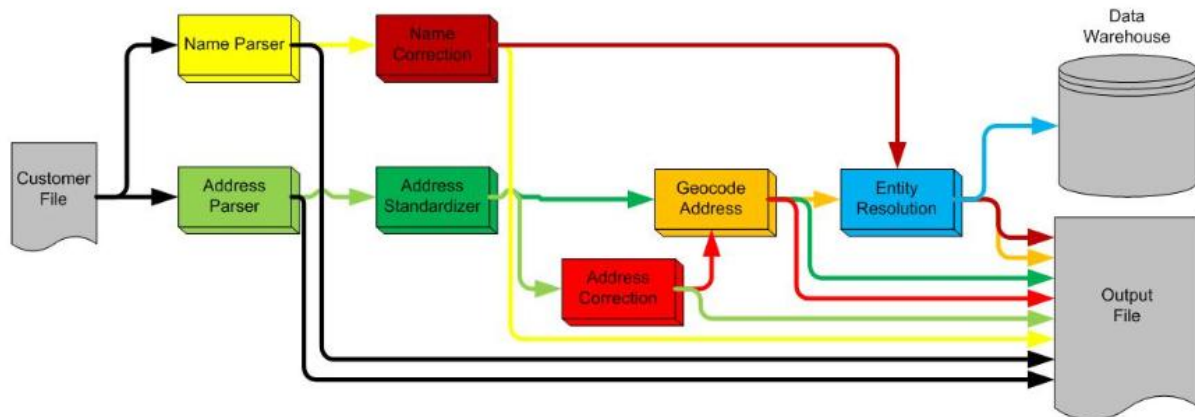 Data
Warehouse
Name Parser
Name
Correction
Customer
File
Address
Parser
Address
Standardizer
Geocode
Address
Entity
Resolution
Address
Correction
Output
File